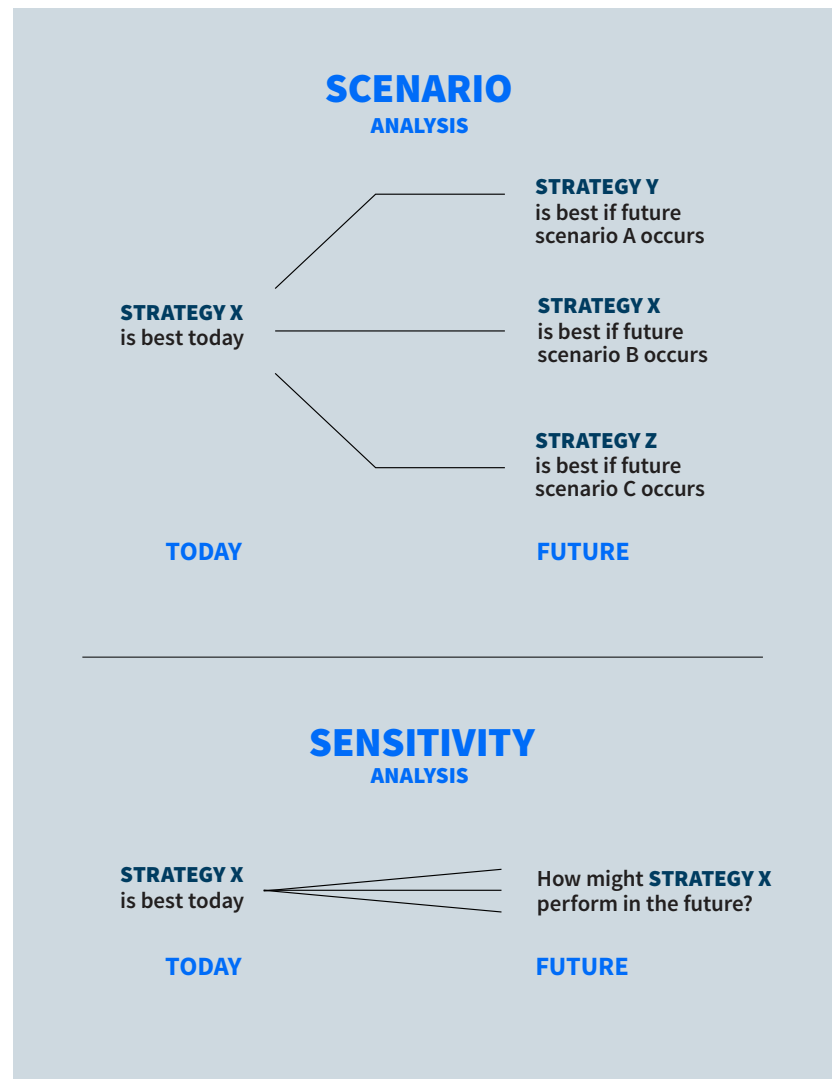 SCENARIO
ANALYSIS
STRATEGY Y
is best if future
scenario A occurs
STRATEGY X
is best today
STRATEGY X
is best if future
scenario B occurs
STRATEGY Z
is best if future
scenario C occurs
TODAY
FUTURE
SENSITIVITY
ANALYSIS
STRATEGY X
is best today
How might STRATEGY X
perform in the future?
TODAY
FUTURE